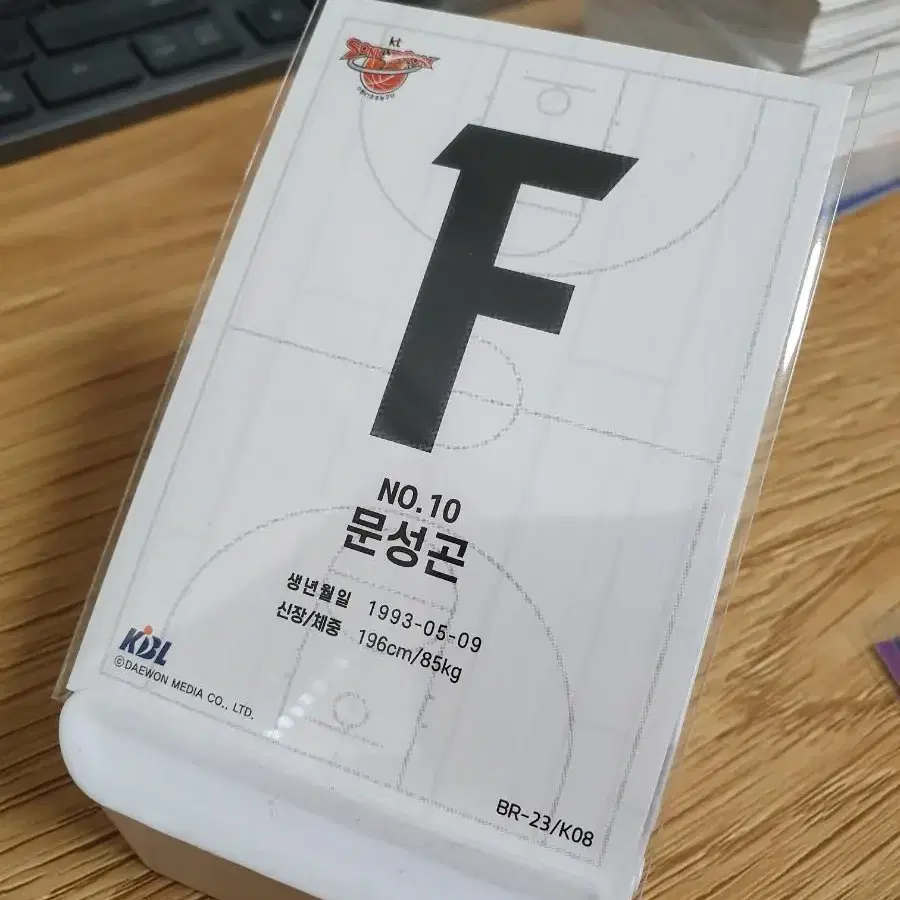 kt
F
NO.10
문성곤
생년월일 1993-05-09
신장/체중 196cm/85kg
KBL
©DAEWON MEDIA CO., LTD.
BR-23/K08